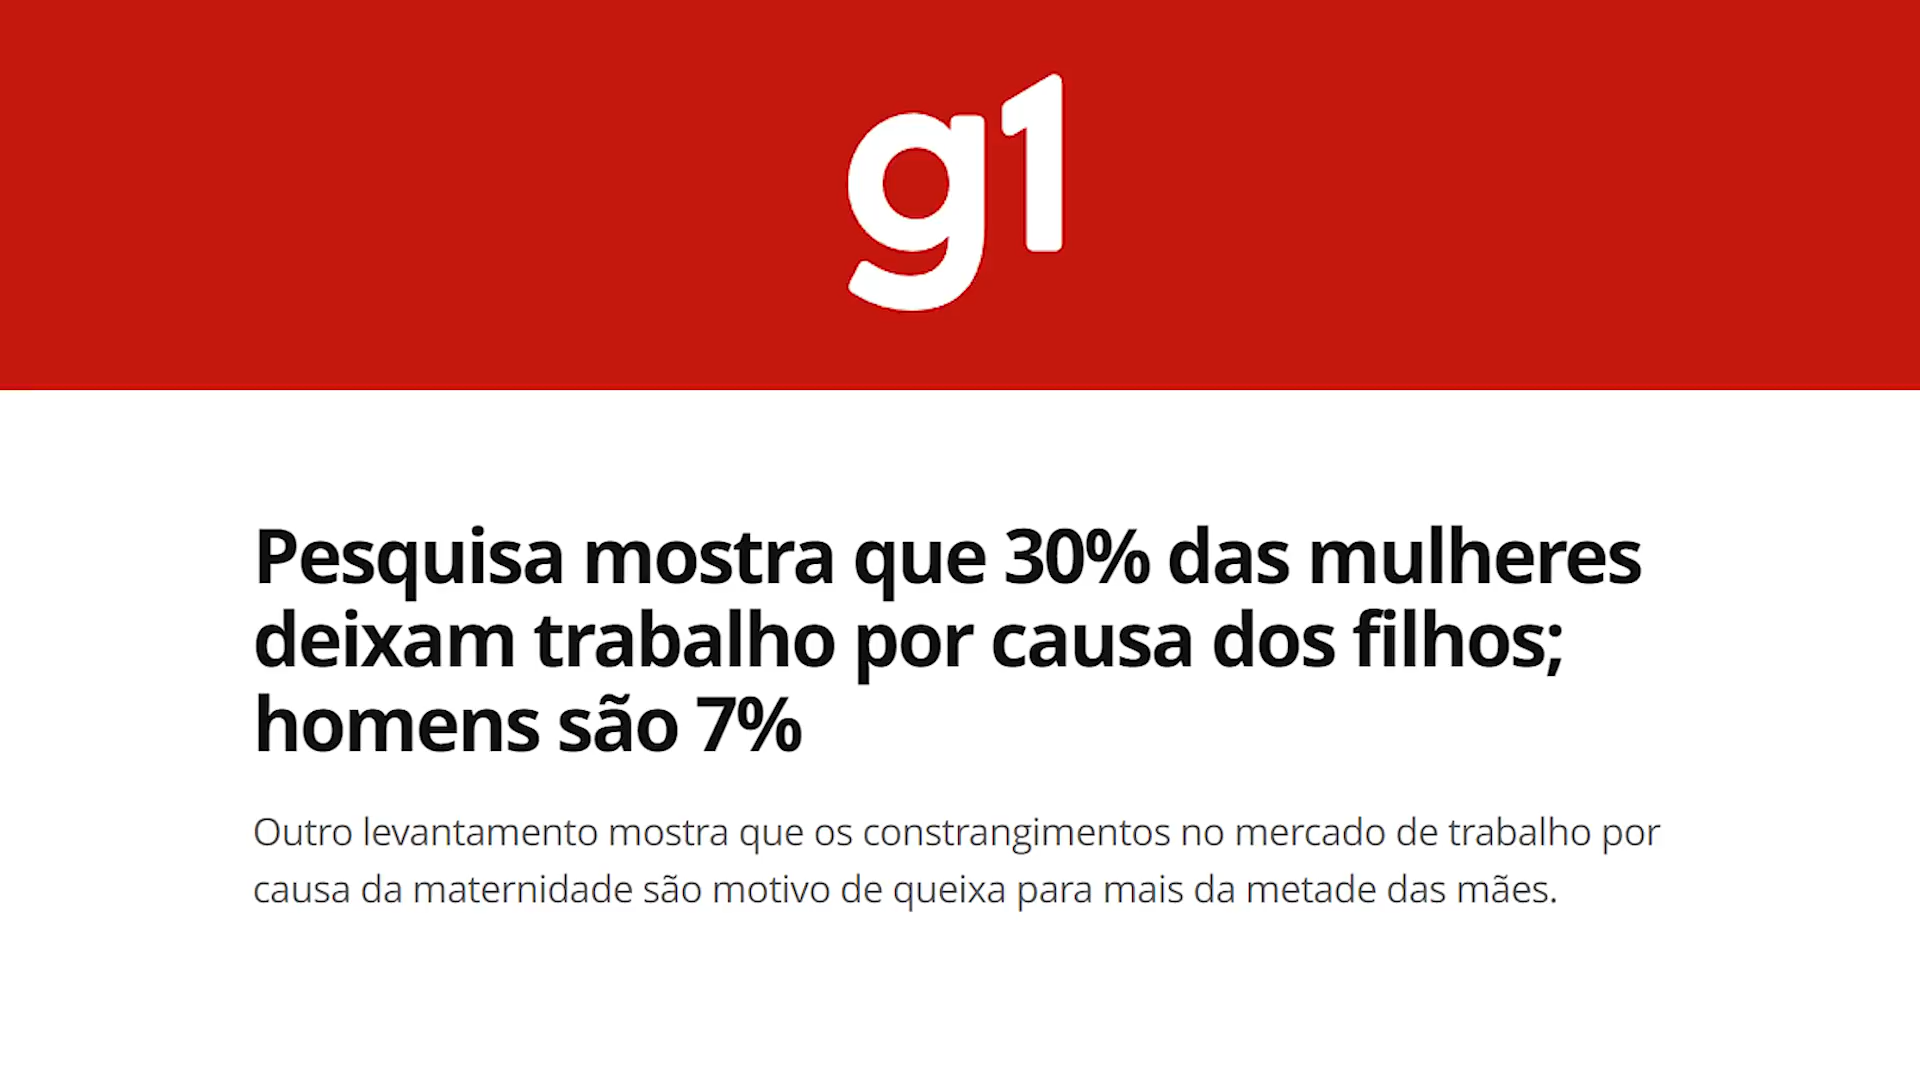 g1
Pesquisa mostra que 30% das mulheres
deixam trabalho por causa dos filhos;
homens são 7%
Outro levantamento mostra que os constrangimentos no mercado de trabalho por
causa da maternidade são motivo de queixa para mais da metade das mães.